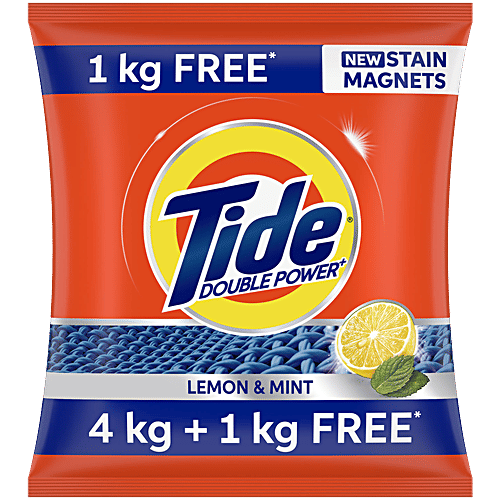 1 kg FREE*
NEW STAIN
MAGNETS
Tide®
DOUBLE POWER+
LEMON & MINT
4 kg + 1 kg FREE*